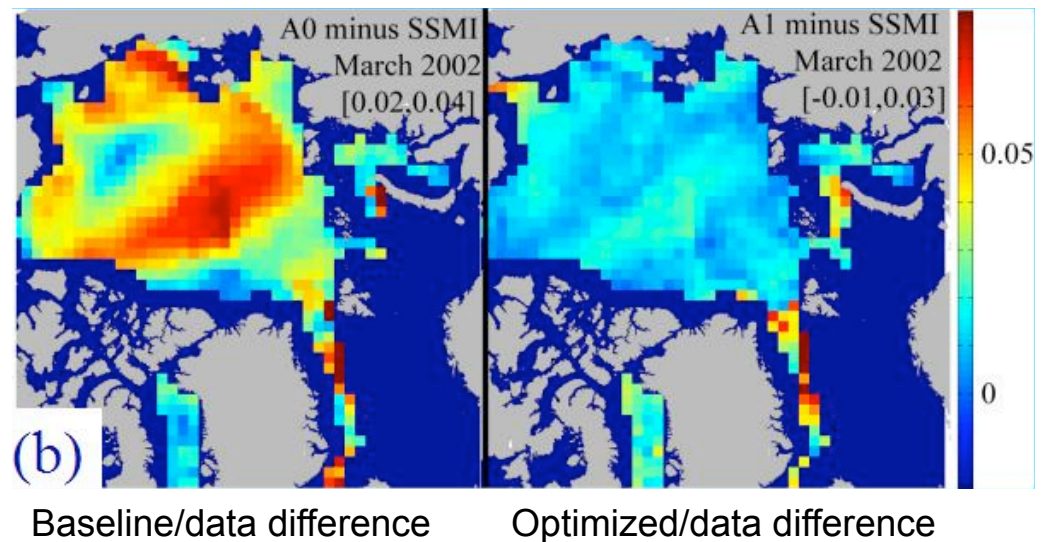 A0 minus SSMI
March 2002
[0.02,0.04]
A1 minus SSMI
March 2002
[-0.01,0.03]
0.05
0
(b)
Baseline/data difference
Optimized/data difference